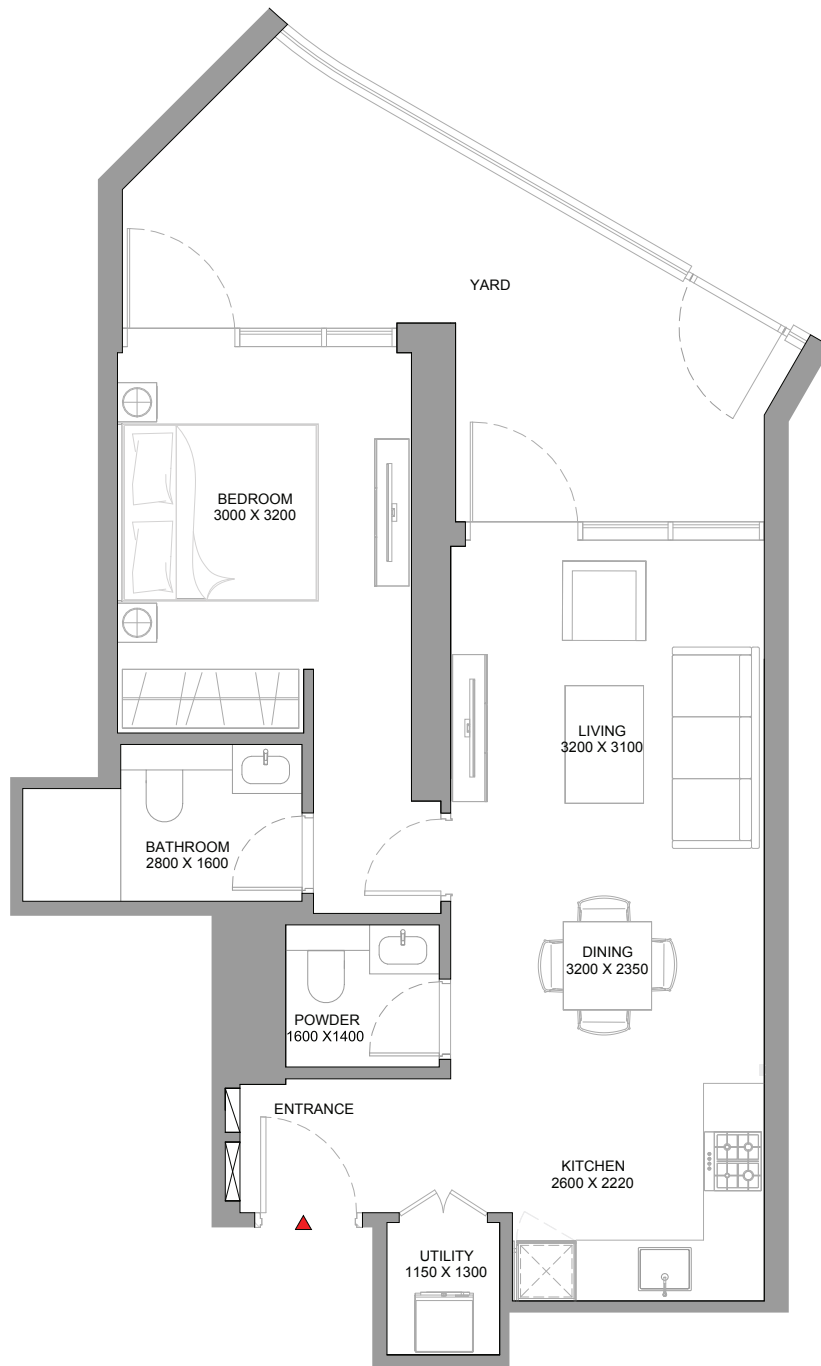 YARD
BEDROOM
3000 X 3200
LIVING
3200 X 3100
BATHROOM
2800 X 1600
DINING
3200 X 2350
POWDER
1600 X1400
ENTRANCE
KITCHEN
2600 X 2220
UTILITY
1150 X 1300